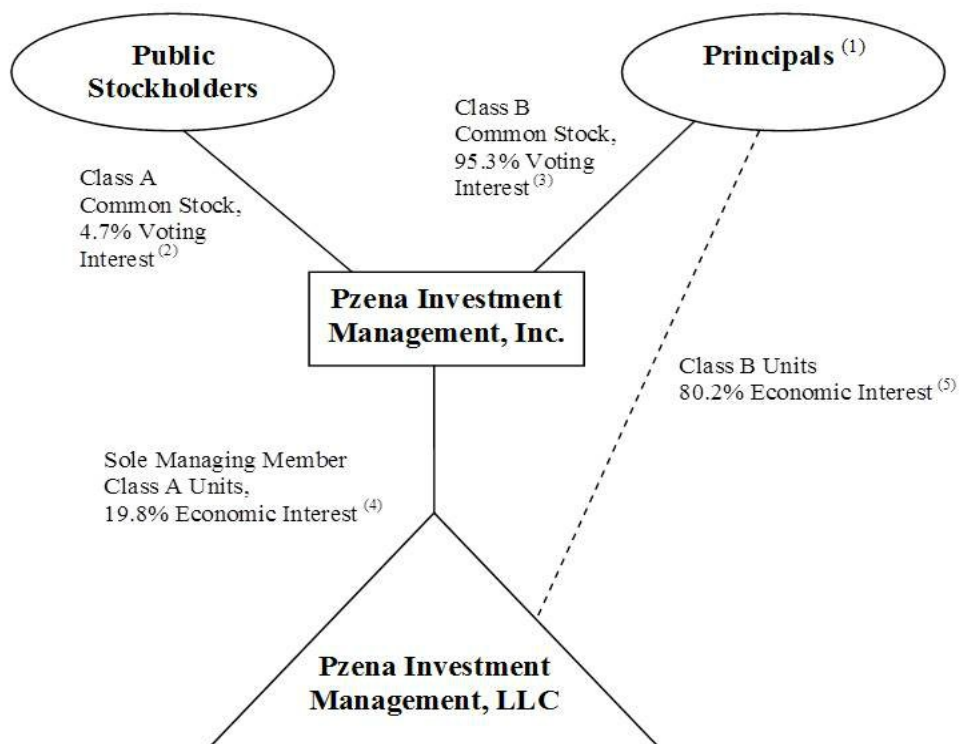 Public
Stockholders
Principals (1)
Class A
Common Stock,
4.7% Voting
Interest (2)
Class B
Common Stock,
95.3% Voting
Interest (3)
Pzena Investment
Management, Inc.
Class B Units
80.2% Economic Interest (5)
Sole Managing Member
Class A Units,
19.8% Economic Interest (4)
Pzena Investment
Management, LLC